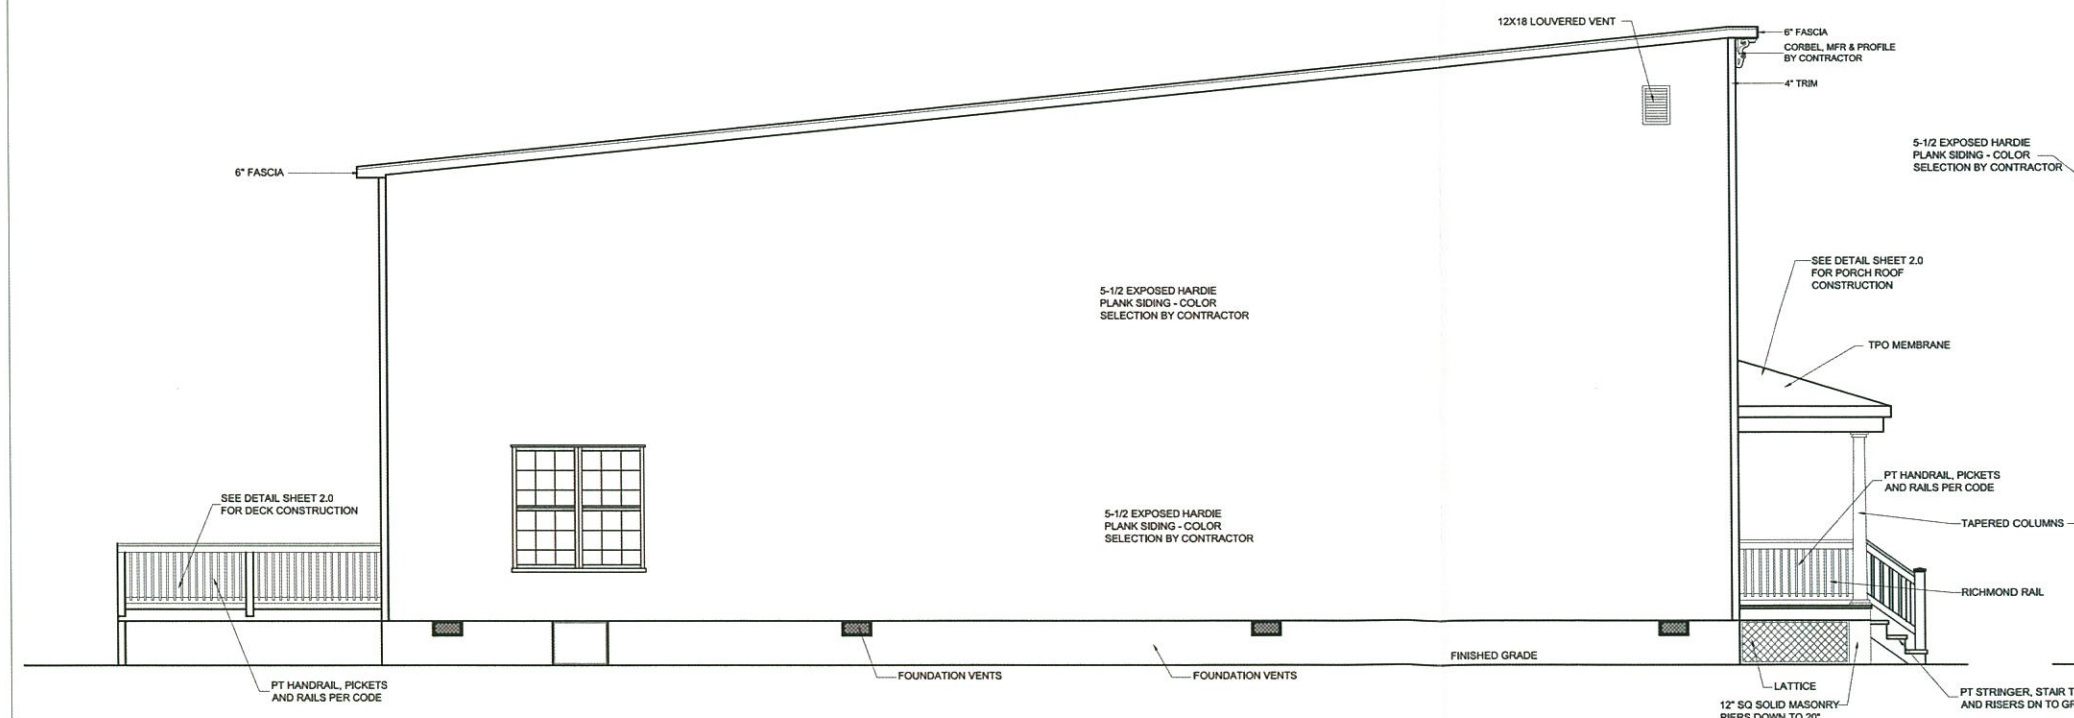 12X18 LOUVERED VENT
6" FASCIA
CORBEL, MFR & PROFILE
BY CONTRACTOR
4" TRIM
5-1/2 EXPOSED HARDIE
PLANK SIDING - COLOR
SELECTION BY CONTRACTOR
6" FASCIA
SEE DETAIL SHEET 2.0
FOR PORCH ROOF
CONSTRUCTION
5-1/2 EXPOSED HARDIE
PLANK SIDING - COLOR
SELECTION BY CONTRACTOR
TPO MEMBRANE
PT HANDRAIL, PICKETS
AND RAILS PER CODE
SEE DETAIL SHEET 2.0
FOR DECK CONSTRUCTION
5-1/2 EXPOSED HARDIE
PLANK SIDING - COLOR
SELECTION BY CONTRACTOR
TAPERED COLUMNS
RICHMOND RAIL
FINISHED GRADE
FOUNDATION VENTS
FOUNDATION VENTS
PT HANDRAIL, PICKETS
AND RAILS PER CODE
LATTICE
12" SQ SOLID MASONRY
PIERS DOWN TO 20"
PT STRINGER, STAIR T
AND RISERS DN TO GR